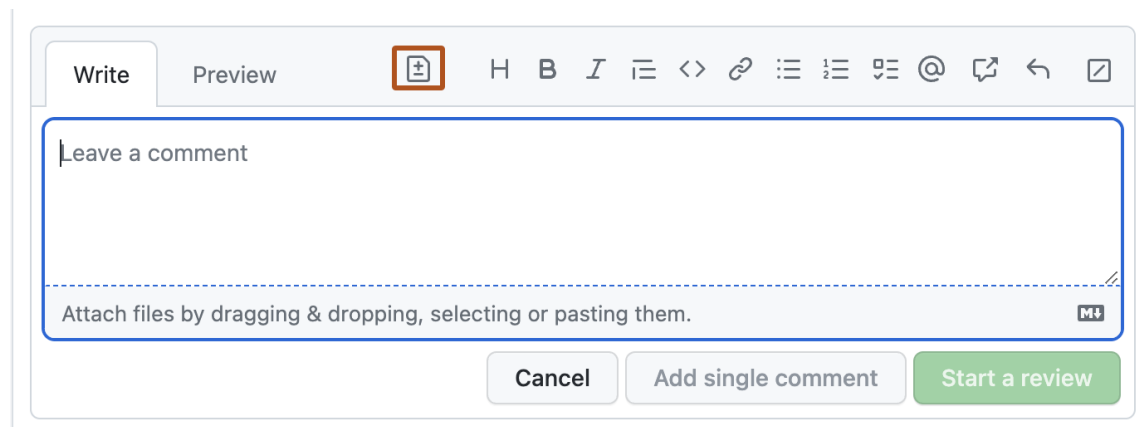 Write Preview H B I <> @
Leave a comment
Attach files by dragging & dropping, selecting or pasting them.
M↓
Cancel Add single comment Start a review